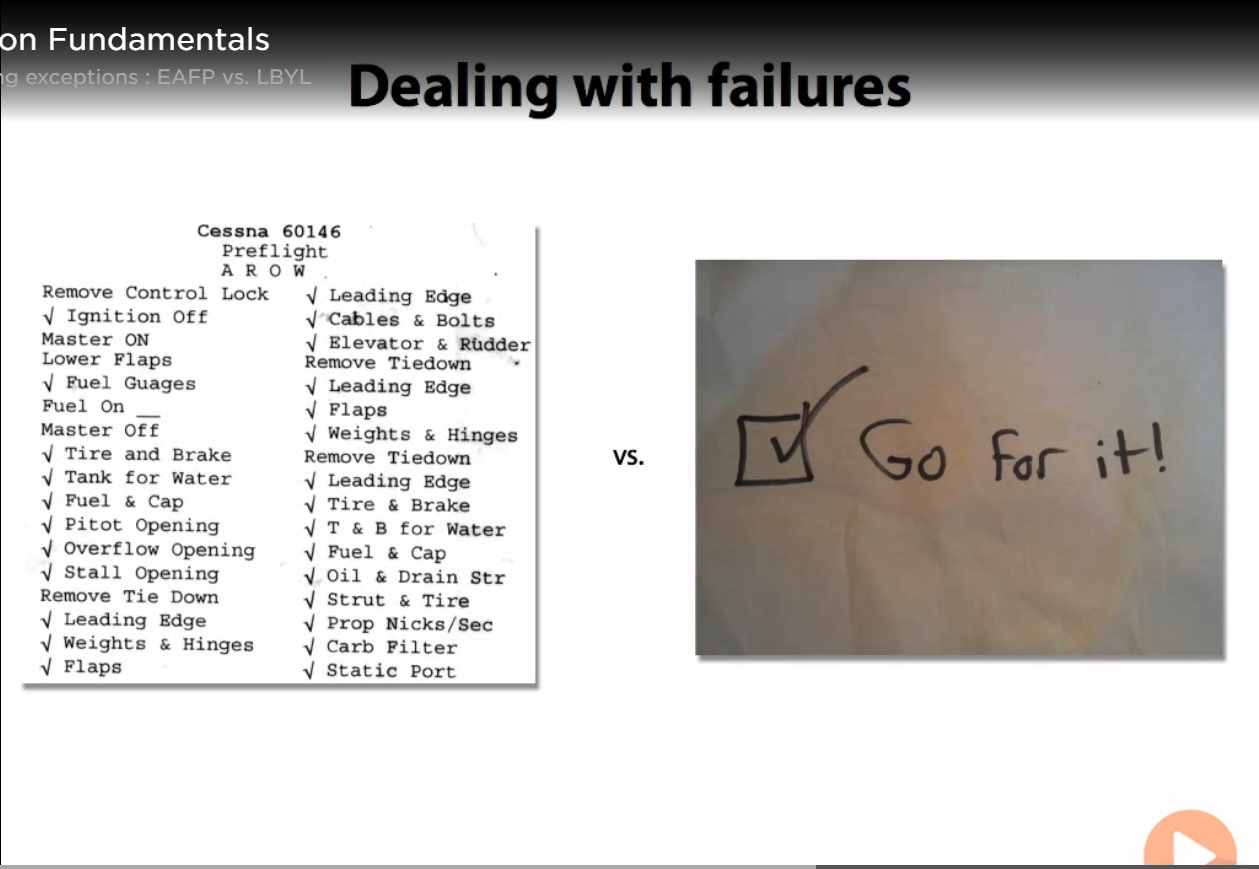 on Fundamentals
g exceptions : EAFP vs. LBYL
Dealing with failures
Cessna 60146
Preflight
A R O W
Remove Control Lock
√ Ignition Off
Master ON
Lower Flaps
√ Fuel Guages
Fuel On __
Master Off
√ Tire and Brake
√ Tank for Water
√ Fuel & Cap
√ Pitot Opening
√ Overflow Opening
√ Stall Opening
Remove Tie Down
√ Leading Edge
√ Weights & Hinges
√ Flaps
√ Leading Edge
√ Cables & Bolts
√ Elevator & Rudder
Remove Tiedown
√ Leading Edge
√ Flaps
√ Weights & Hinges
Remove Tiedown
√ Leading Edge
√ Tire & Brake
√ T & B for Water
√ Fuel & Cap
√ Oil & Drain Str
√ Strut & Tire
√ Prop Nicks/Sec
√ Carb Filter
√ Static Port
vs.
Go for it!